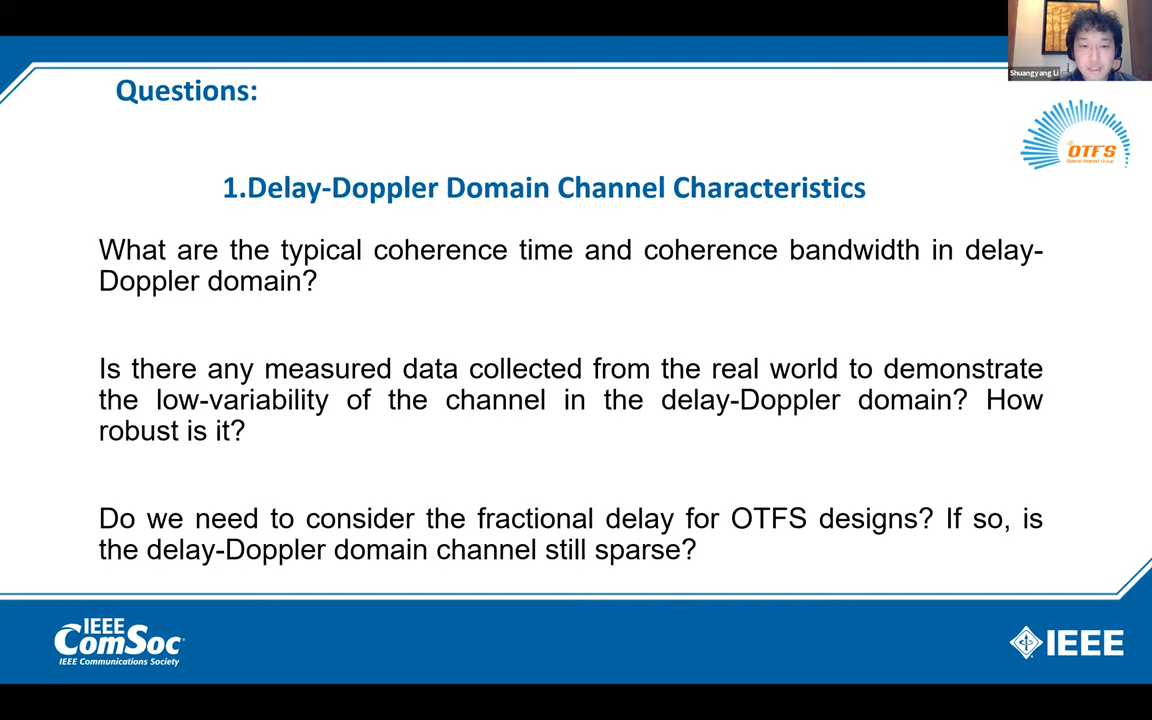 Shuangyang Li
Questions:
OTFS
Special Internet Group
1.Delay-Doppler Domain Channel Characteristics
What are the typical coherence time and coherence bandwidth in delay-
Doppler domain?
Is there any measured data collected from the real world to demonstrate
the low-variability of the channel in the delay-Doppler domain? How
robust is it?
Do we need to consider the fractional delay for OTFS designs? If so, is
the delay-Doppler domain channel still sparse?
IEEE
ComSoc
IEEE Communications Society
IEEE